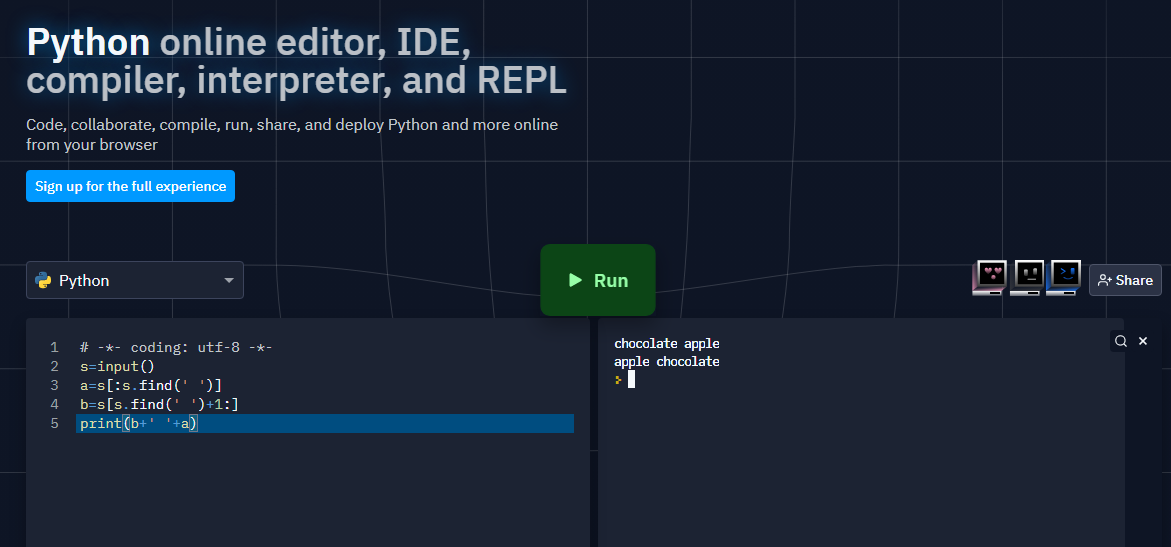 Python online editor, IDE,
compiler, interpreter, and REPL
Code, collaborate, compile, run, share, and deploy Python and more online
from your browser
Sign up for the full experience
Python
Run
Share
1 # -*- coding: utf-8 -*-
2 s=input()
3 a=s[:s.find(' ')]
4 b=s[s.find(' ')+1:]
5 print(b+' '+a)
chocolate apple
apple chocolate